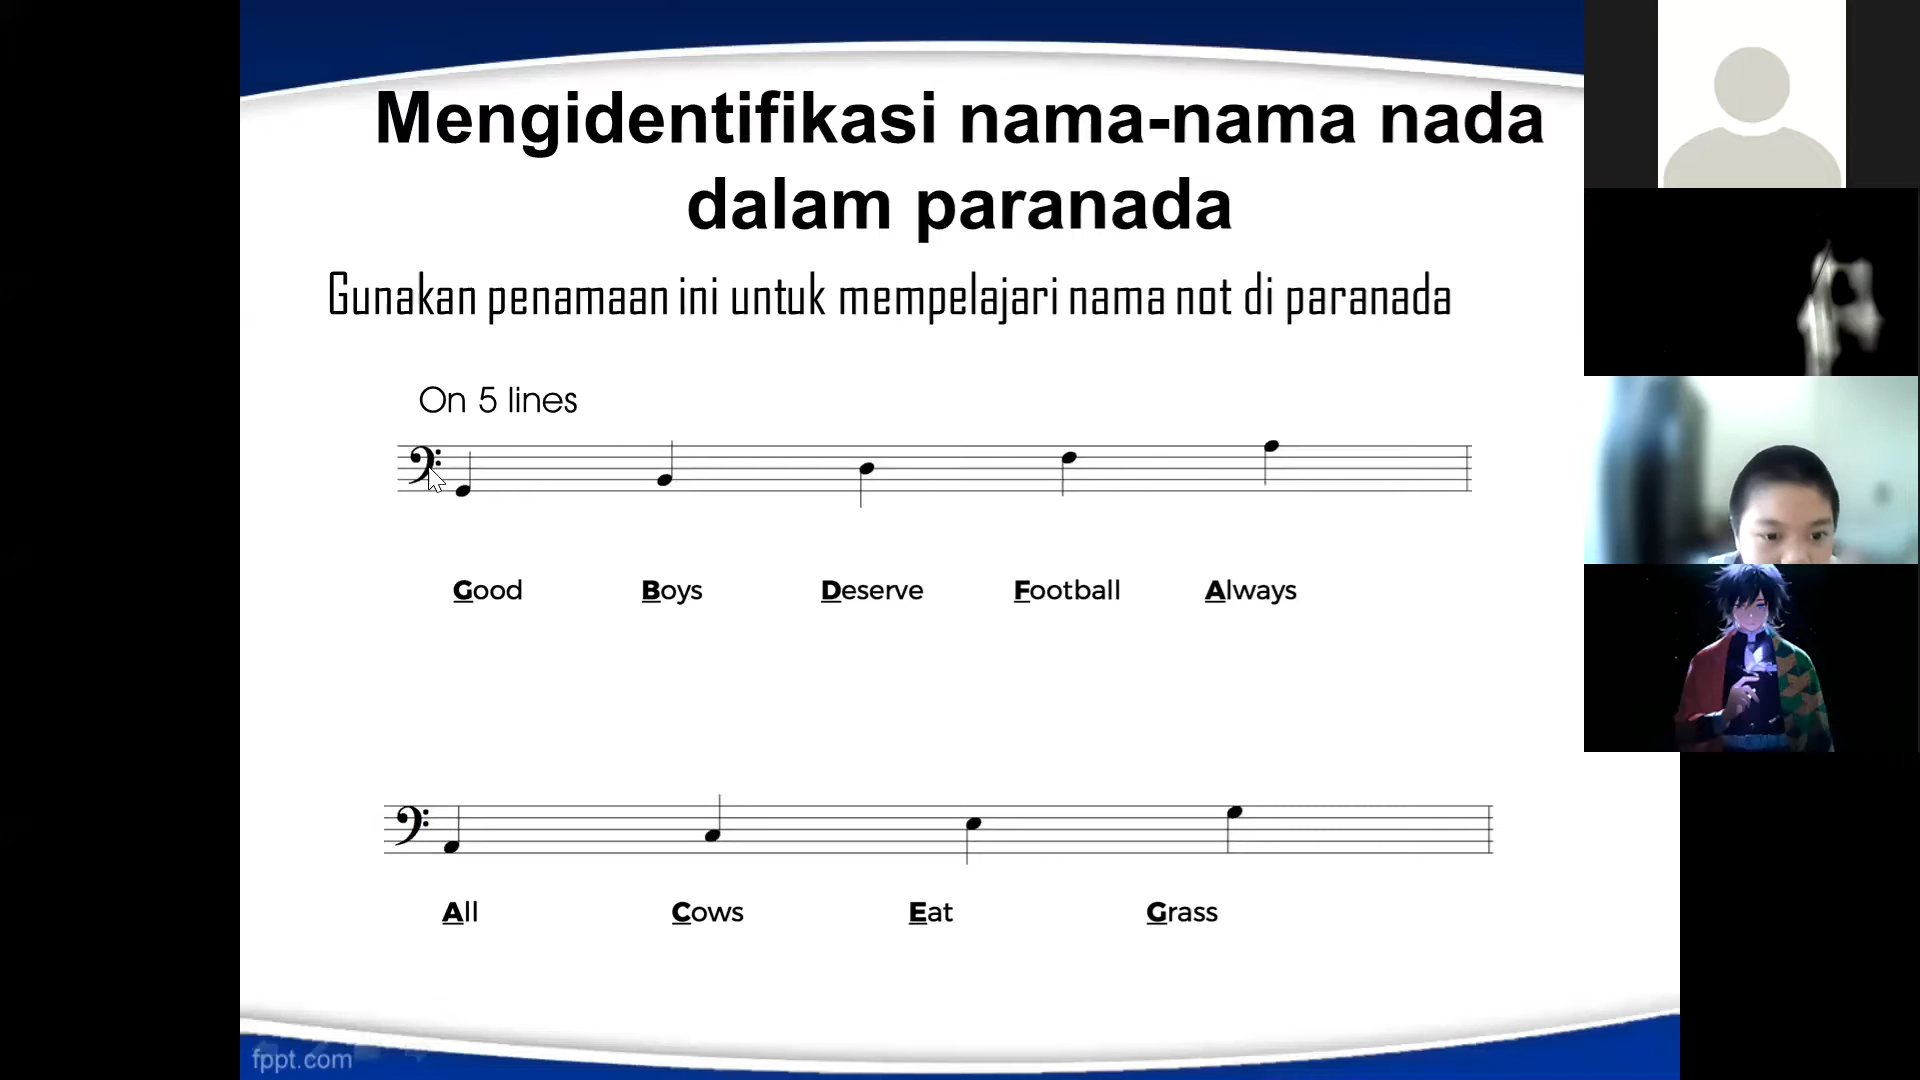 Mengidentifikasi nama-nama nada
dalam paranada
Gunakan penamaan ini untuk mempelajari nama not di paranada
On 5 lines
Good Boys Deserve Football Always
All Cows Eat Grass
fppt.com